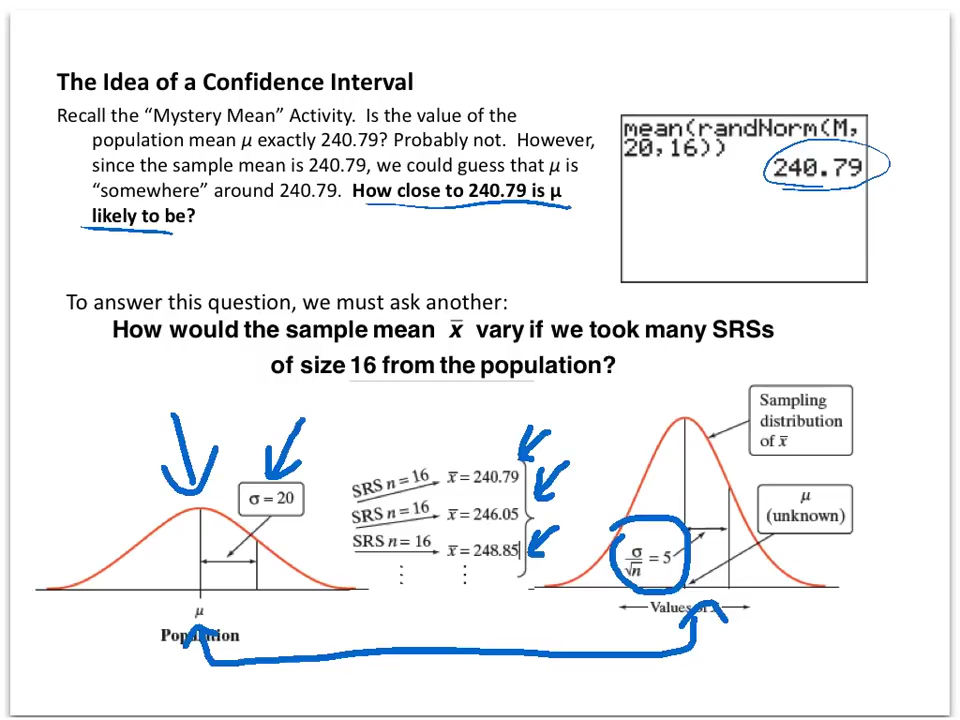 The Idea of a Confidence Interval
Recall the “Mystery Mean” Activity. Is the value of the
population mean μ exactly 240.79? Probably not. However,
since the sample mean is 240.79, we could guess that μ is
“somewhere” around 240.79. How close to 240.79 is μ
likely to be?
mean(randNorm(M,
20,16))
240.79
To answer this question, we must ask another:
How would the sample mean x̅ vary if we took many SRSs
of size 16 from the population?
σ = 20
μ
Population
SRS n = 16 x̅ = 240.79
SRS n = 16 x̅ = 246.05
SRS n = 16 x̅ = 248.85
Sampling
distribution
of x̅
μ
(unknown)
σ/√n = 5
Values of